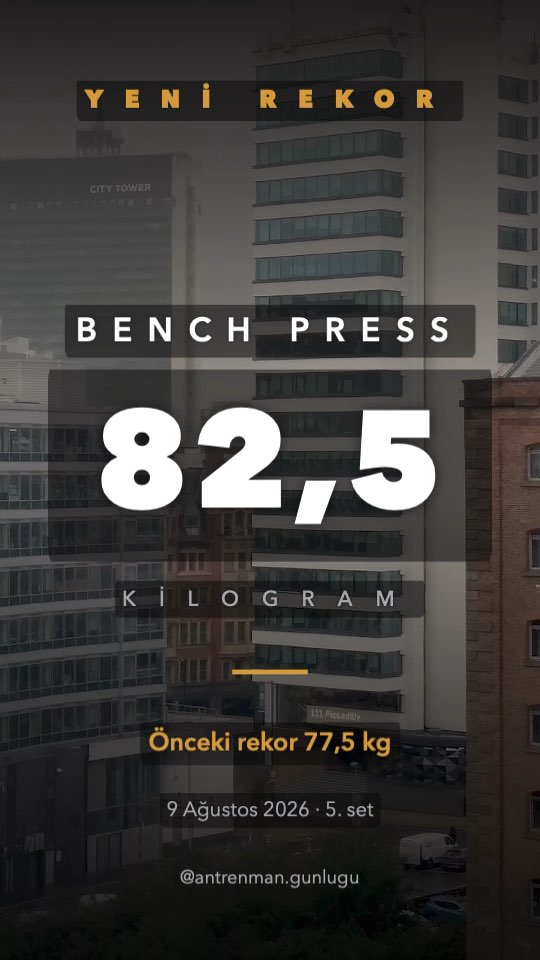 YENİ REKOR
CITY TOWER
BENCH PRESS
82,5
KİLOGRAM
111 Piccadilly
Önceki rekor 77,5 kg
9 Ağustos 2026 · 5. set
@antrenman.gunlugu